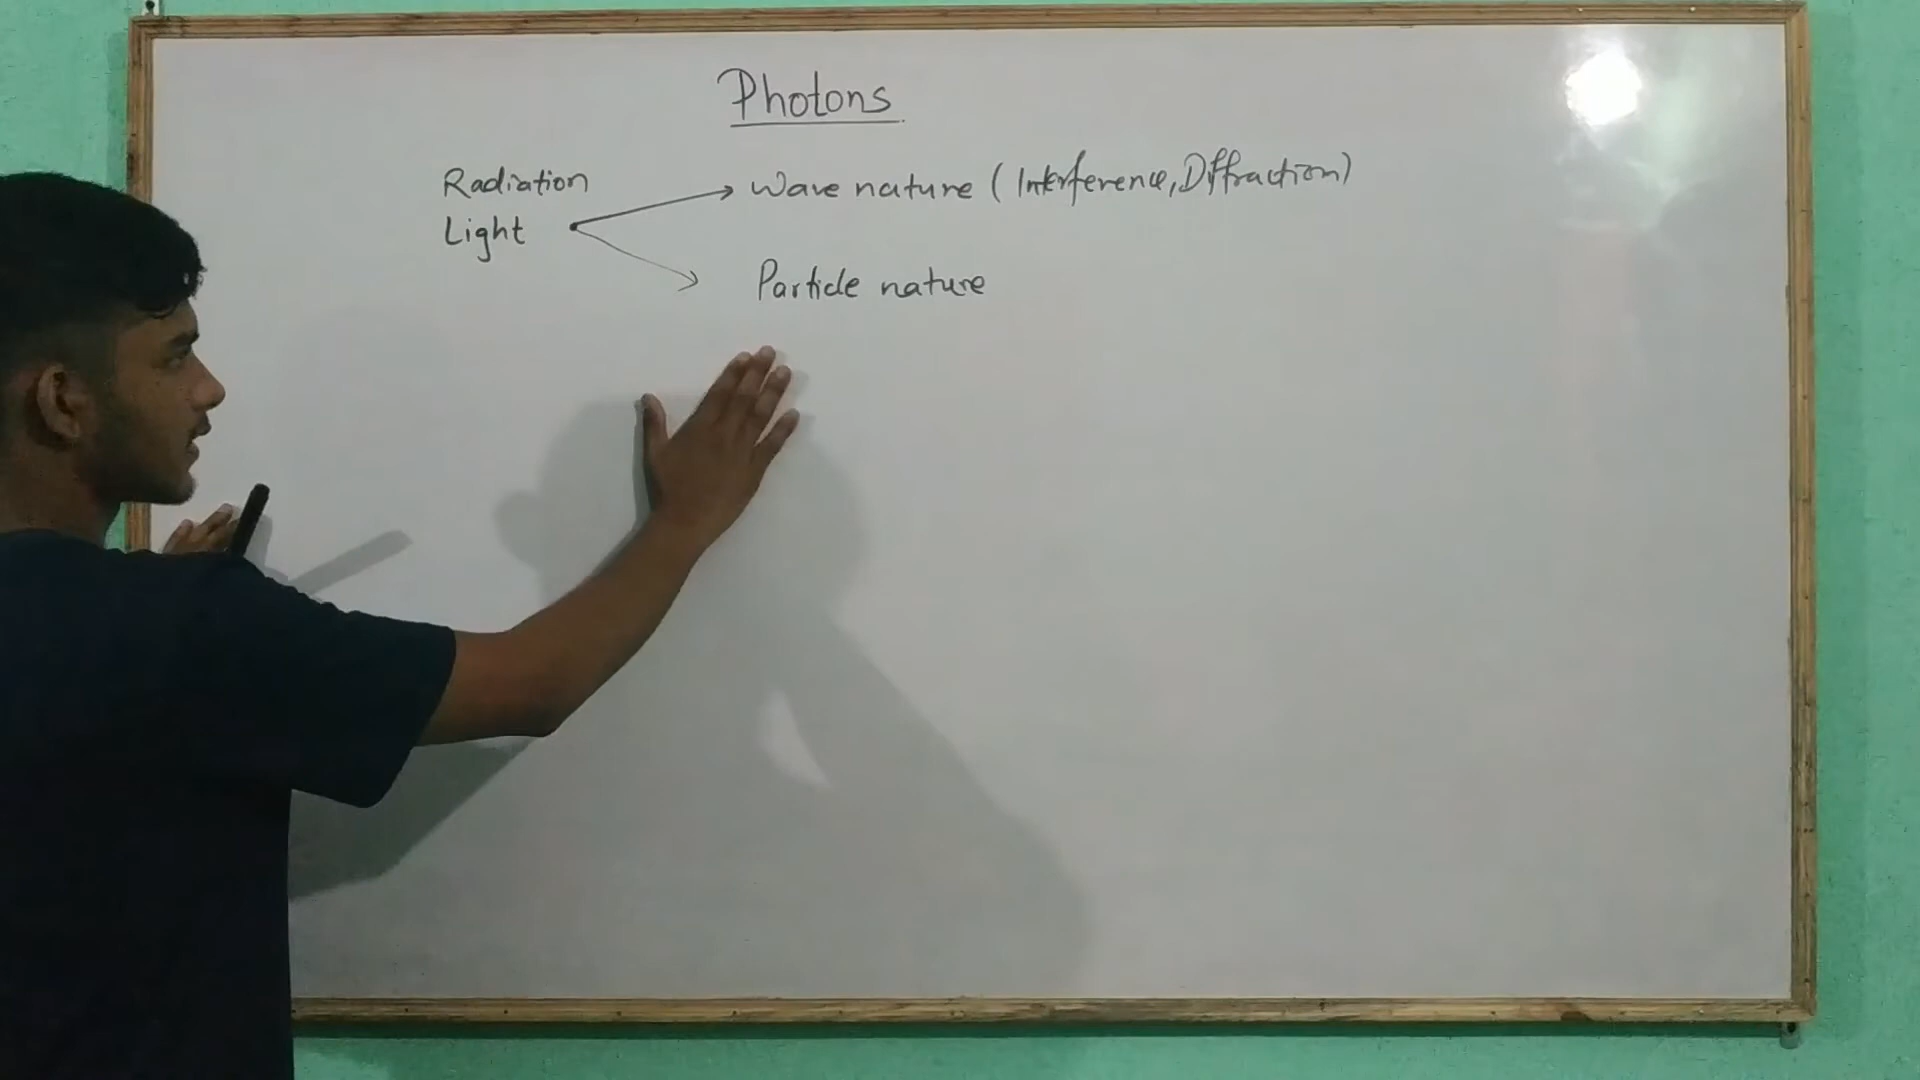 Photons
Radiation
Light
Wave nature (Interference, Diffraction)
Particle nature